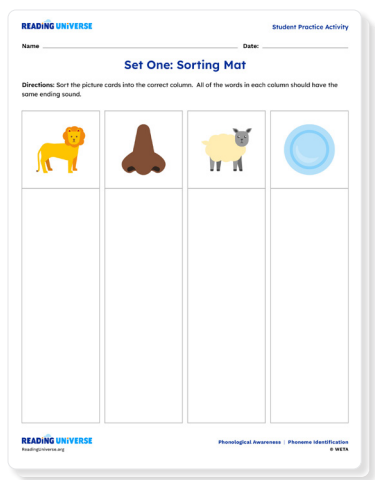 READING UNIVERSE
Student Practice Activity
Name
Date:
Set One: Sorting Mat
Directions: Sort the picture cards into the correct column. All of the words in each column should have the
same ending sound.
READING UNIVERSE
Phonological Awareness | Phoneme Identification
ReadingUniverse.org
© WETA